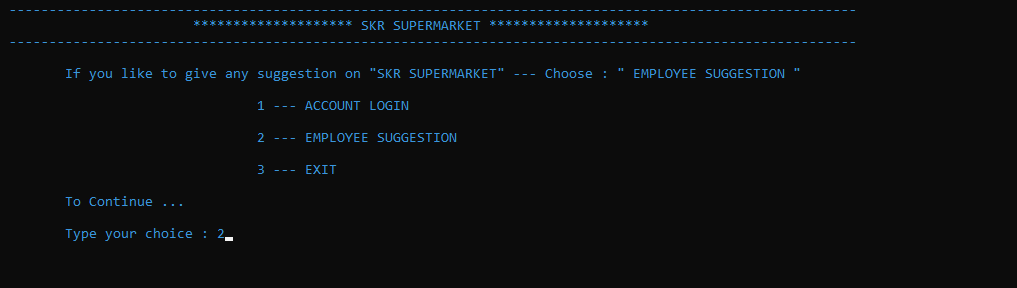 ----------------------------------------------------------------------------------------------------------
******************** SKR SUPERMARKET ********************
----------------------------------------------------------------------------------------------------------
If you like to give any suggestion on "SKR SUPERMARKET" --- Choose : " EMPLOYEE SUGGESTION "
1 --- ACCOUNT LOGIN
2 --- EMPLOYEE SUGGESTION
3 --- EXIT
To Continue ...
Type your choice : 2